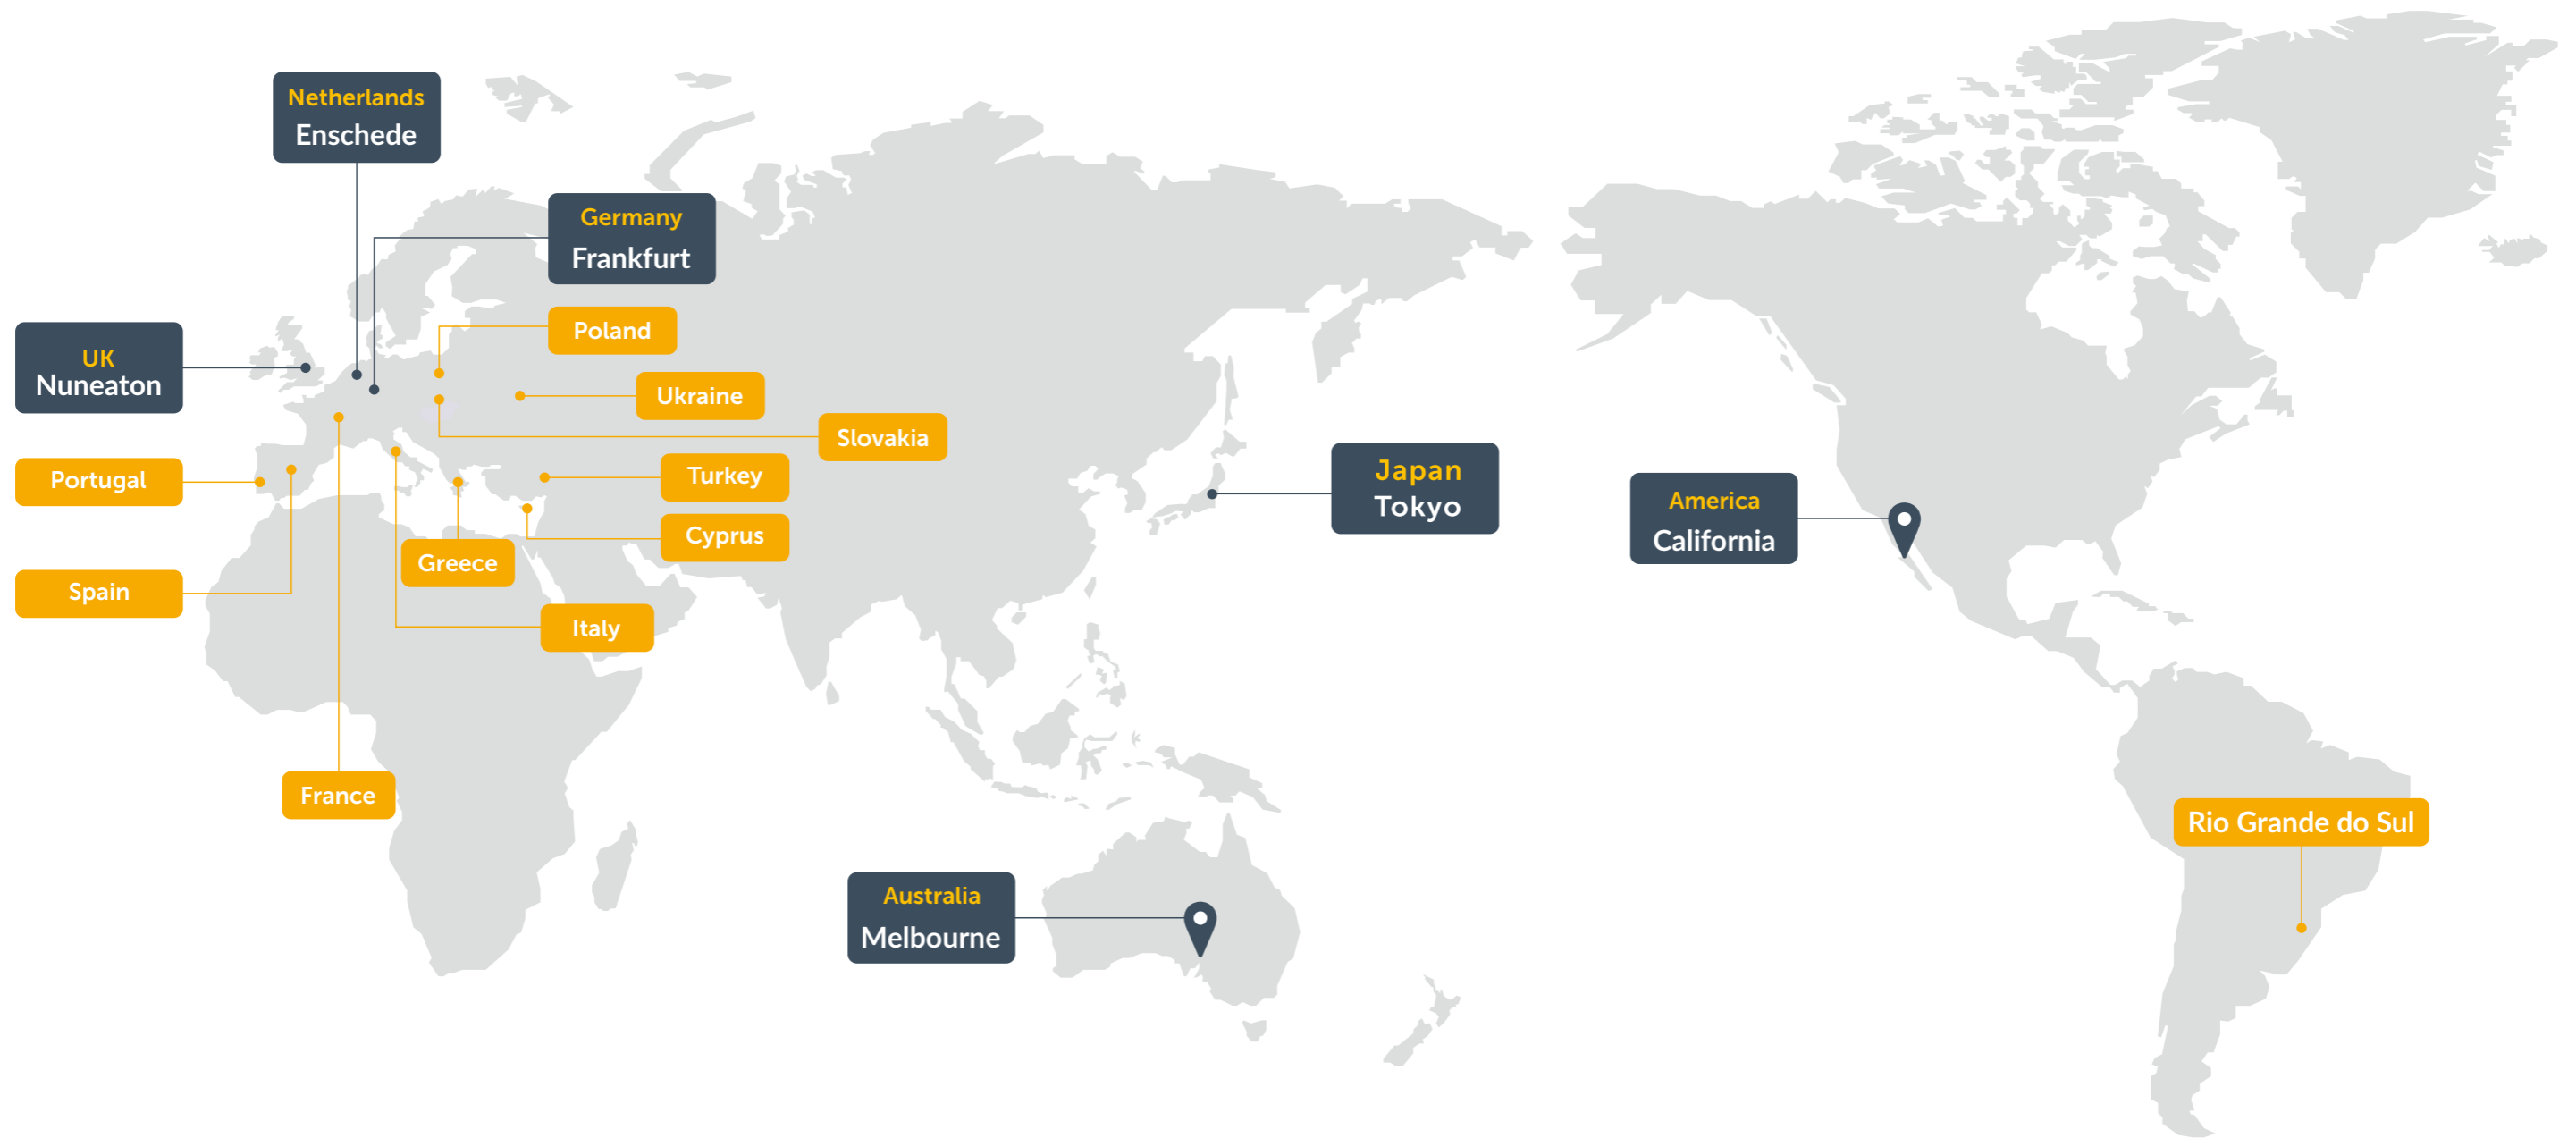 Netherlands
Enschede
Germany
Frankfurt
Poland
UK
Nuneaton
Ukraine
Slovakia
Portugal
Turkey
Japan
Tokyo
America
California
Cyprus
Greece
Spain
Italy
France
Rio Grande do Sul
Australia
Melbourne